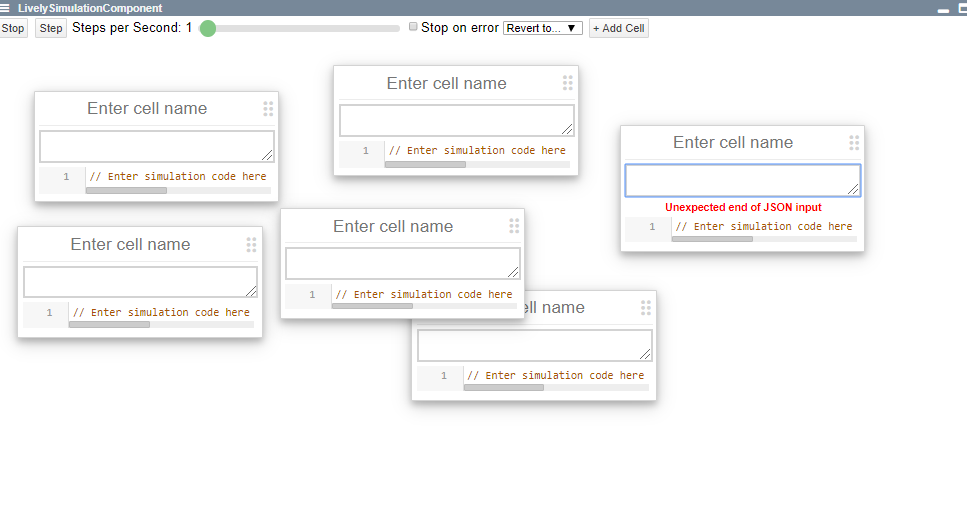 LivelySimulationComponent
Stop Step Steps per Second: 1 Stop on error Revert to... ▼ + Add Cell
Enter cell name
1 // Enter simulation code here
Enter cell name
1 // Enter simulation code here
Enter cell name
Unexpected end of JSON input
1 // Enter simulation code here
Enter cell name
1 // Enter simulation code here
Enter cell name
1 // Enter simulation code here
cell name
1 // Enter simulation code here